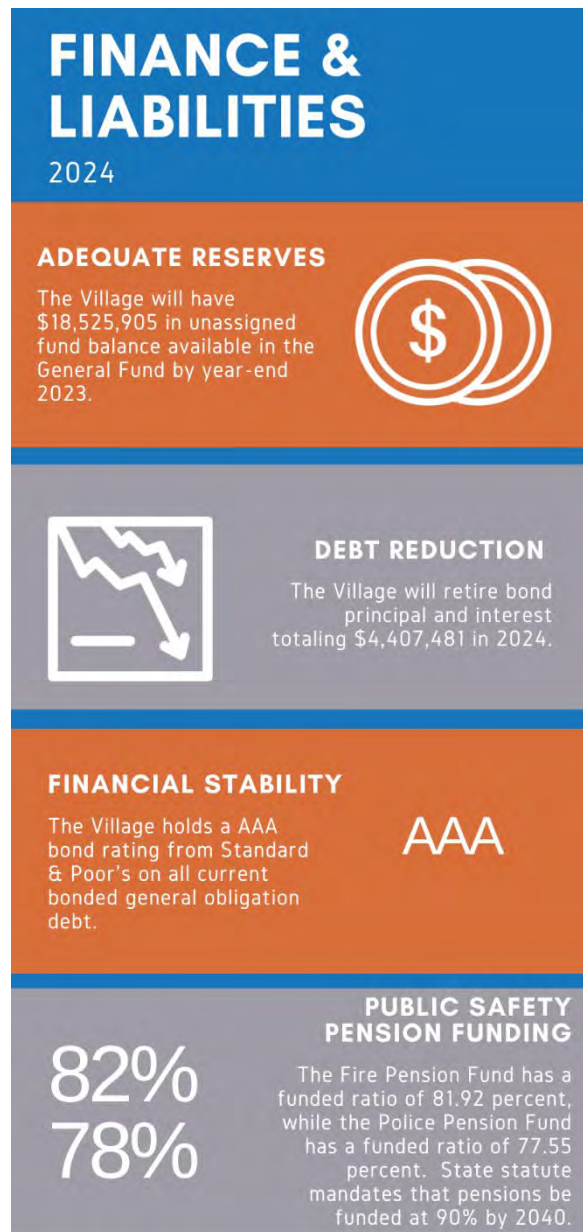 FINANCE &
LIABILITIES
2024
ADEQUATE RESERVES
The Village will have
$18,525,905 in unassigned
fund balance available in the
General Fund by year-end
2023.
$
DEBT REDUCTION
The Village will retire bond
principal and interest
totaling $4,407,481 in 2024.
FINANCIAL STABILITY
The Village holds a AAA
bond rating from Standard
& Poor's on all current
bonded general obligation
debt.
AAA
PUBLIC SAFETY
PENSION FUNDING
82%
78%
The Fire Pension Fund has a
funded ratio of 81.92 percent,
while the Police Pension Fund
has a funded ratio of 77.55
percent. State statute
mandates that pensions be
funded at 90% by 2040.